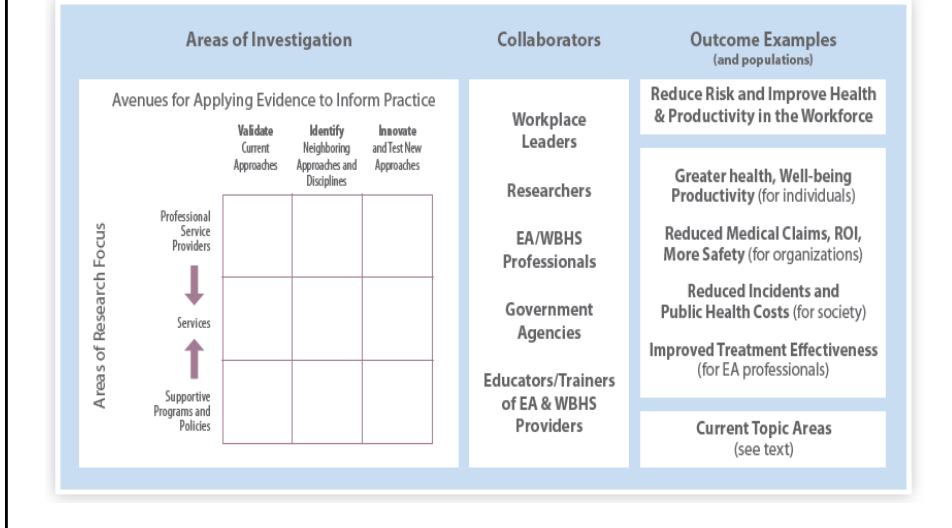 Areas of Investigation
Avenues for Applying Evidence to Inform Practice
Validate
Current
Approaches
Identify
Neighboring
Approaches and
Disciplines
Innovate
and Test New
Approaches
Areas of Research Focus
Professional
Service
Providers
Services
Supportive
Programs and
Policies
Collaborators
Workplace
Leaders
Researchers
EA/WBHS
Professionals
Government
Agencies
Educators/Trainers
of EA & WBHS
Providers
Outcome Examples
(and populations)
Reduce Risk and Improve Health
& Productivity in the Workforce
Greater health, Well-being
Productivity (for individuals)
Reduced Medical Claims, ROI,
More Safety (for organizations)
Reduced Incidents and
Public Health Costs (for society)
Improved Treatment Effectiveness
(for EA professionals)
Current Topic Areas
(see text)